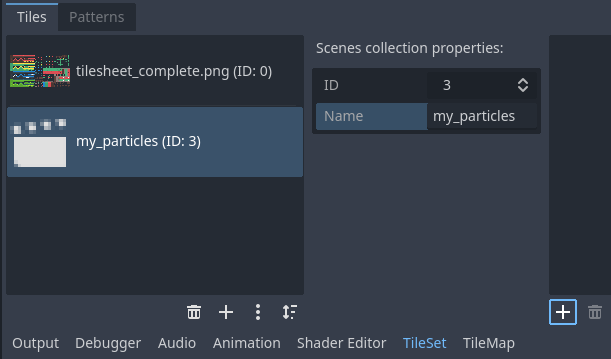 Tiles Patterns
Scenes collection properties:
tilesheet_complete.png (ID: 0)
ID 3
Name my_particles
my_particles (ID: 3)
Output Debugger Audio Animation Shader Editor TileSet TileMap